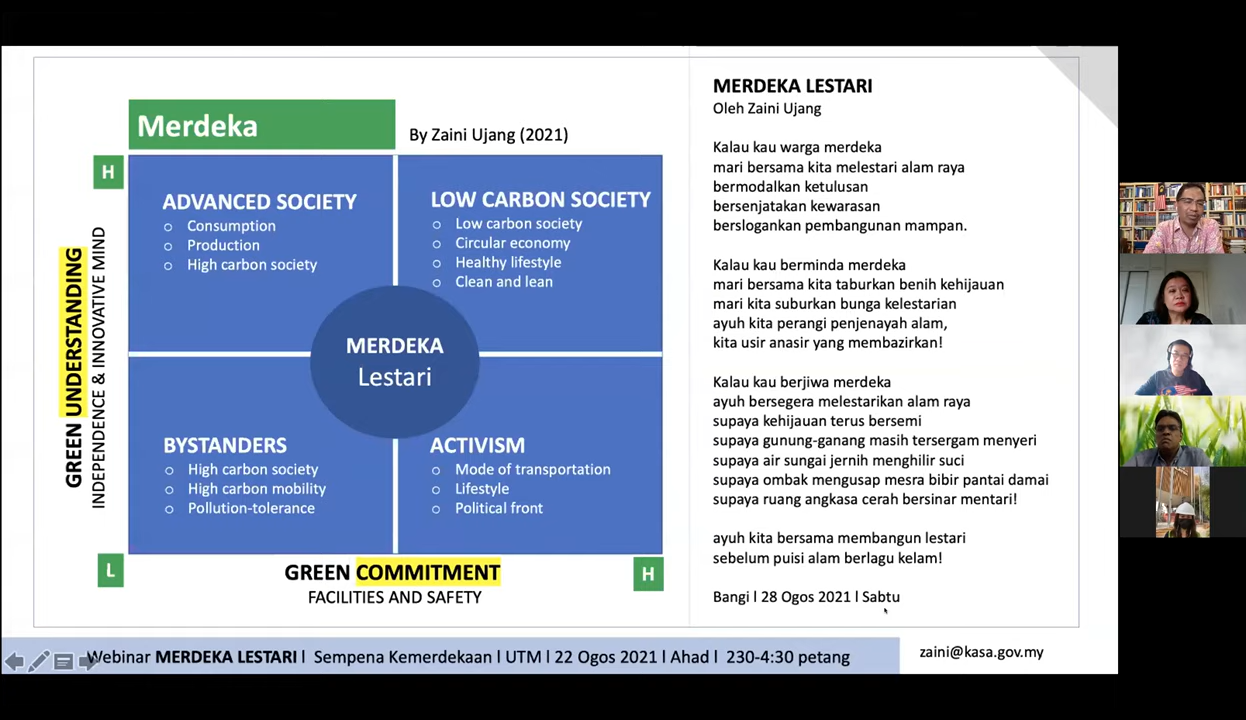 Merdeka
By Zaini Ujang (2021)
H
GREEN UNDERSTANDING
INDEPENDENCE & INNOVATIVE MIND
ADVANCED SOCIETY
Consumption
Production
High carbon society
LOW CARBON SOCIETY
Low carbon society
Circular economy
Healthy lifestyle
Clean and lean
MERDEKA
Lestari
BYSTANDERS
High carbon society
High carbon mobility
Pollution-tolerance
ACTIVISM
Mode of transportation
Lifestyle
Political front
L
GREEN COMMITMENT
FACILITIES AND SAFETY
H
MERDEKA LESTARI
Oleh Zaini Ujang
Kalau kau warga merdeka
mari bersama kita melestari alam raya
bermodalkan ketulusan
bersenjatakan kewarasan
berslogankan pembangunan mampan.
Kalau kau berminda merdeka
mari bersama kita taburkan benih kehijauan
mari kita suburkan bunga kelestarian
ayuh kita perangi penjenayah alam,
kita usir anasir yang membazirkan!
Kalau kau berjiwa merdeka
ayuh bersegera melestarikan alam raya
supaya kehijauan terus bersemi
supaya gunung-ganang masih tersergam menyeri
supaya air sungai jernih menghilir suci
supaya ombak mengusap mesra bibir pantai damai
supaya ruang angkasa cerah bersinar mentari!
ayuh kita bersama membangun lestari
sebelum puisi alam berlagu kelam!
Bangi l 28 Ogos 2021 l Sabtu
Webinar MERDEKA LESTARI l Sempena Kemerdekaan l UTM l 22 Ogos 2021 l Ahad l 230-4:30 petang
zaini@kasa.gov.my